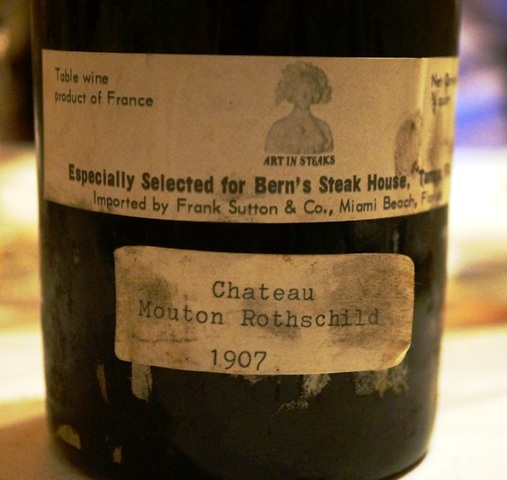 Table wine
product of France
ART IN STEAKS
Especially Selected for Bern's Steak House, Tampa,
Imported by Frank Sutton & Co., Miami Beach,
Chateau
Mouton Rothschild
1907